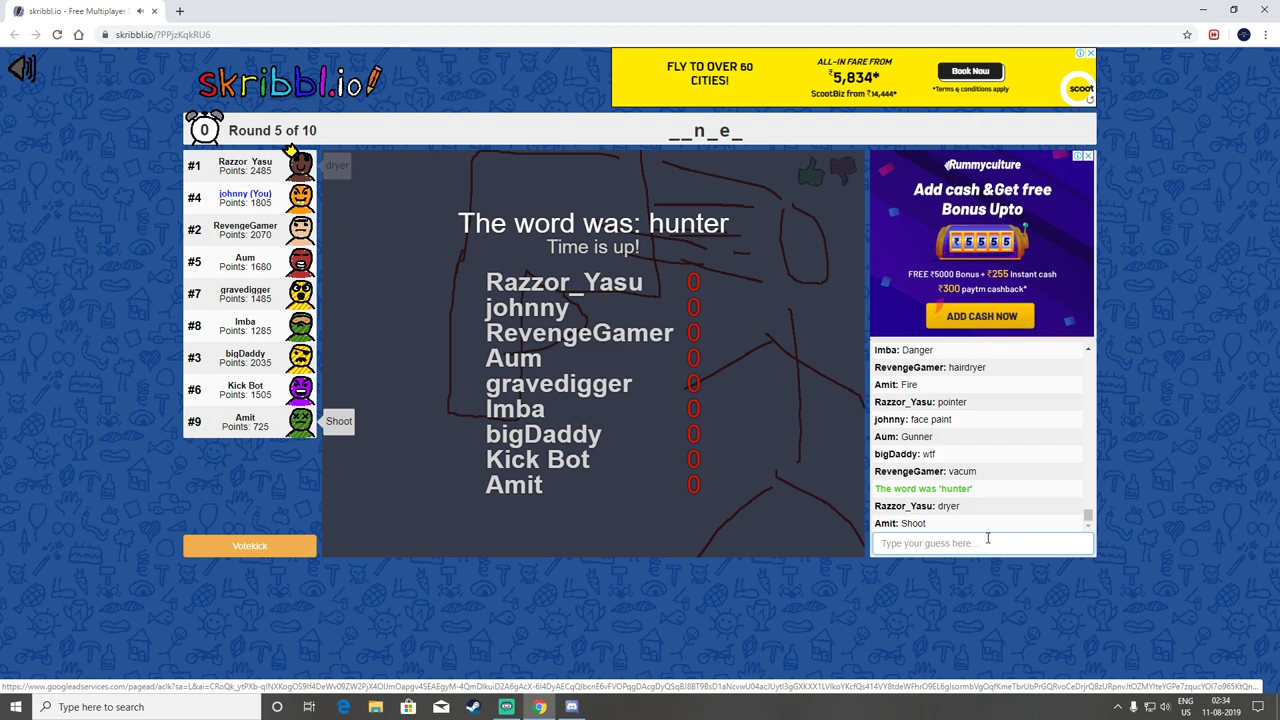 skribbl.io - Free Multiplayer
skribbl.io/?PPjzKqkRU6
skribbl.io
FLY TO OVER 60
CITIES!
ALL-IN FARE FROM
₹5,834*
ScootBiz from ₹14,444*
Book Now
*Terms & conditions apply
scoot
0
Round 5 of 10
__n_e_
#1
Razzor_Yasu
Points: 2485
#4
johnny (You)
Points: 1805
#2
RevengeGamer
Points: 2070
#5
Aum
Points: 1680
#7
gravedigger
Points: 1485
#8
Imba
Points: 1285
#3
bigDaddy
Points: 2035
#6
Kick Bot
Points: 1505
#9
Amit
Points: 725
Votekick
dryer
Shoot
The word was: hunter
Time is up!
Razzor_Yasu 0
johnny 0
RevengeGamer 0
Aum 0
gravedigger 0
Imba 0
bigDaddy 0
Kick Bot 0
Amit 0
Rummyculture
Add cash &Get free
Bonus Upto
₹ 5 5 5 5
FREE ₹5000 Bonus + ₹255 Instant cash
₹300 paytm cashback*
ADD CASH NOW
Imba: Danger
RevengeGamer: hairdryer
Amit: Fire
Razzor_Yasu: pointer
johnny: face paint
Aum: Gunner
bigDaddy: wtf
RevengeGamer: vacum
The word was 'hunter'
Razzor_Yasu: dryer
Amit: Shoot
Type your guess here...
Type here to search
ENG
02:34
11-08-2019